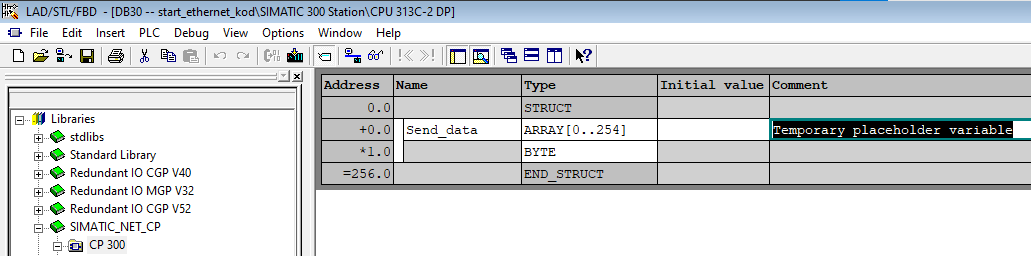 LAD/STL/FBD - [DB30 -- start_ethernet_kod\SIMATIC 300 Station\CPU 313C-2 DP]
File Edit Insert PLC Debug View Options Window Help
Libraries
stdlibs
Standard Library
Redundant IO CGP V40
Redundant IO MGP V32
Redundant IO CGP V52
SIMATIC_NET_CP
CP 300
Address Name Type Initial value Comment
0.0 STRUCT
+0.0 Send_data ARRAY[0..254] Temporary placeholder variable
*1.0 BYTE
=256.0 END_STRUCT